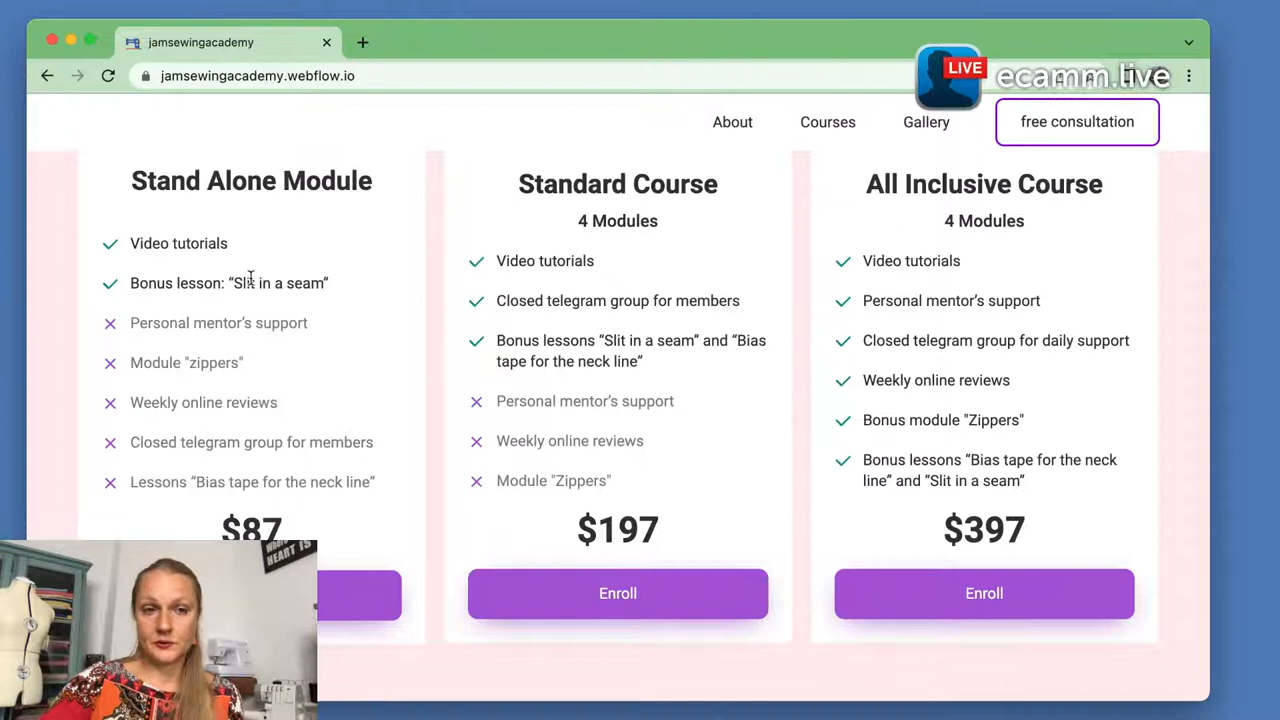 jamsewingacademy
jamsewingacademy.webflow.io
LIVE
ecamm.live
About
Courses
Gallery
free consultation
Stand Alone Module
Video tutorials
Bonus lesson: “Slit in a seam”
Personal mentor’s support
Module "zippers"
Weekly online reviews
Closed telegram group for members
Lessons “Bias tape for the neck line”
$87
Standard Course
4 Modules
Video tutorials
Closed telegram group for members
Bonus lessons “Slit in a seam” and “Bias
tape for the neck line”
Personal mentor’s support
Weekly online reviews
Module "Zippers"
$197
Enroll
All Inclusive Course
4 Modules
Video tutorials
Personal mentor’s support
Closed telegram group for daily support
Weekly online reviews
Bonus module "Zippers"
Bonus lessons “Bias tape for the neck
line” and “Slit in a seam”
$397
Enroll
HEART IS